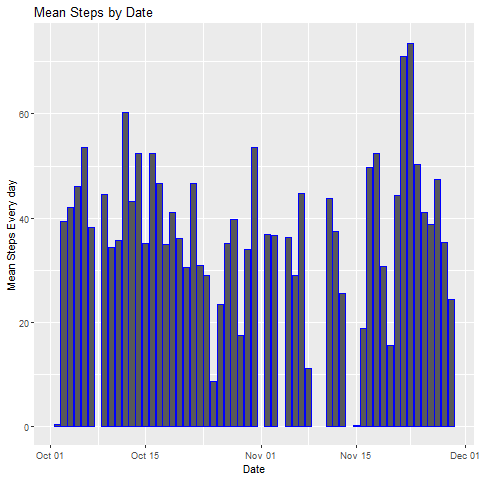 Mean Steps by Date
Mean Steps Every day
60
40
20
0
Oct 01 Oct 15 Nov 01 Nov 15 Dec 01
Date